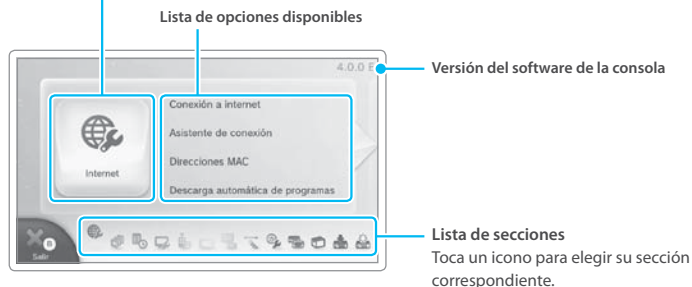 Lista de opciones disponibles
4.0.0 E
Versión del software de la consola
Conexión a internet
Asistente de conexión
Internet
Direcciones MAC
Descarga automática de programas
B
Salir
Lista de secciones
Toca un icono para elegir su sección
correspondiente.